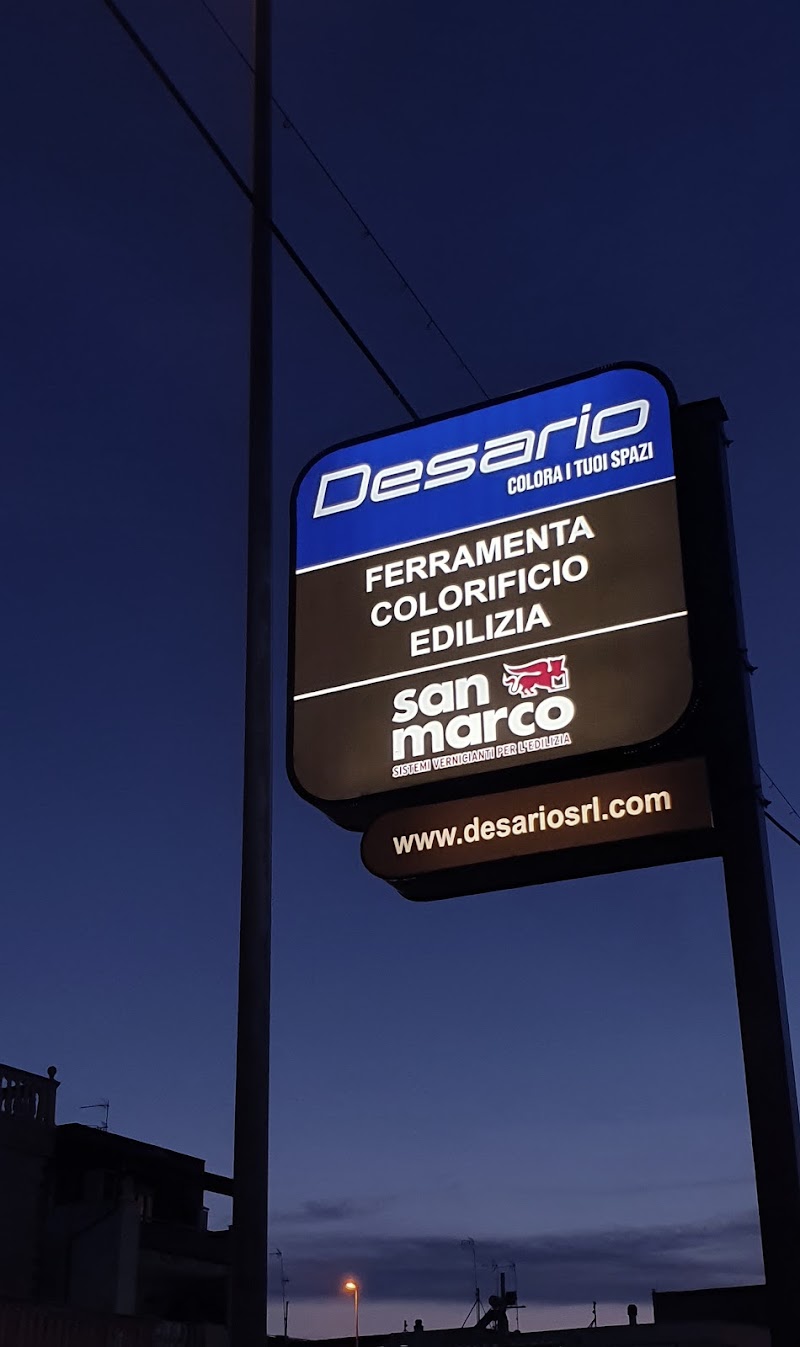 Desario
COLORA I TUOI SPAZI
FERRAMENTA
COLORIFICIO
EDILIZIA
san
marco
SISTEMI VERNICIANTI PER L'EDILIZIA
www.desariosrl.com